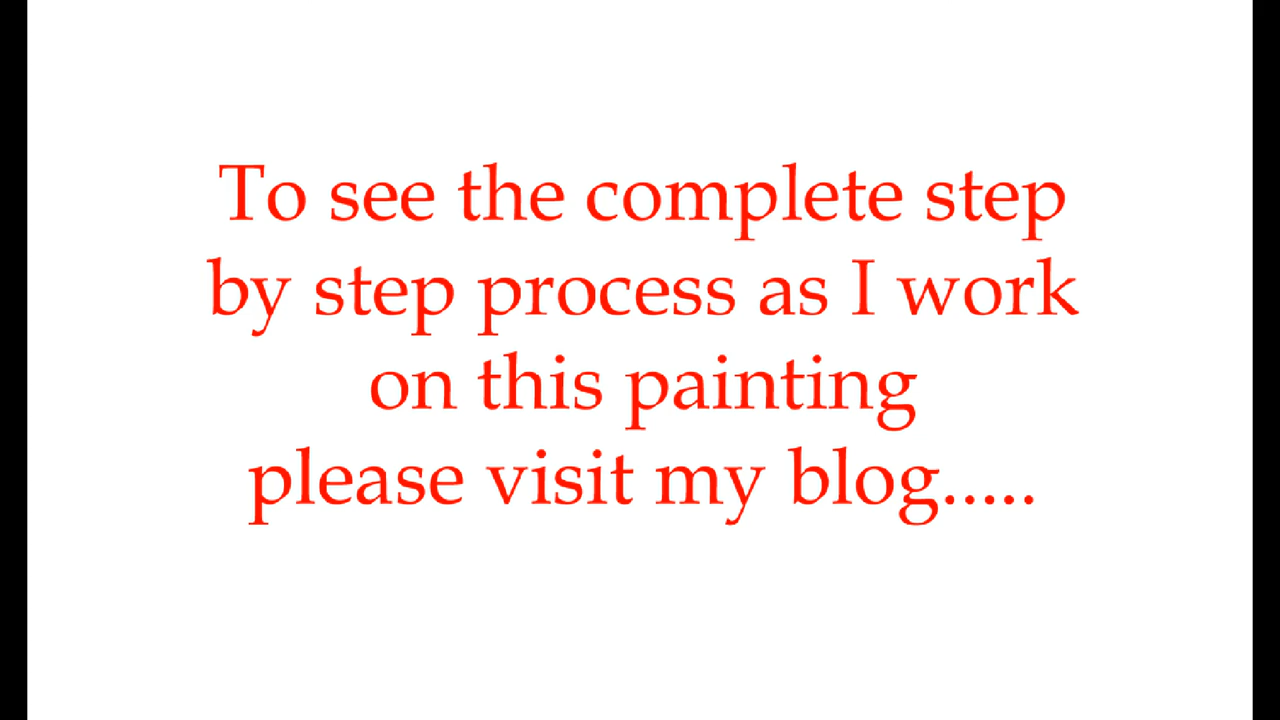 To see the complete step
by step process as I work
on this painting
please visit my blog.....